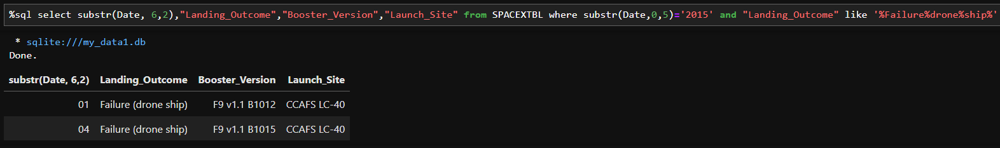 %sql select substr(Date, 6,2),"Landing_Outcome","Booster_Version","Launch_Site" from SPACEXTBL where substr(Date,0,5)='2015' and "Landing_Outcome" like '%Failure%drone%ship%'
* sqlite:///my_data1.db
Done.
substr(Date, 6,2) Landing_Outcome Booster_Version Launch_Site
01 Failure (drone ship) F9 v1.1 B1012 CCAFS LC-40
04 Failure (drone ship) F9 v1.1 B1015 CCAFS LC-40